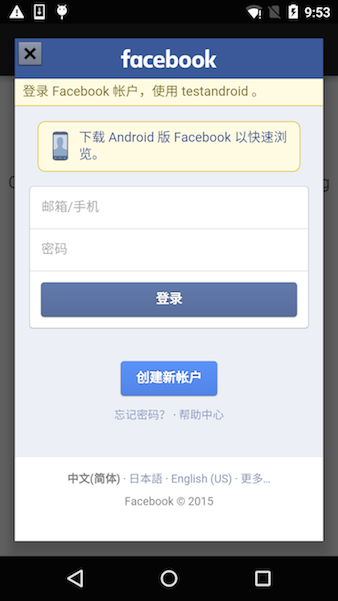 9:53
facebook
登录 Facebook 帐户，使用 testandroid 。
下载 Android 版 Facebook 以快速浏
览。
邮箱/手机
密码
登录
创建新帐户
忘记密码？ · 帮助中心
中文(简体) · 日本語 · English (US) · 更多…
Facebook © 2015